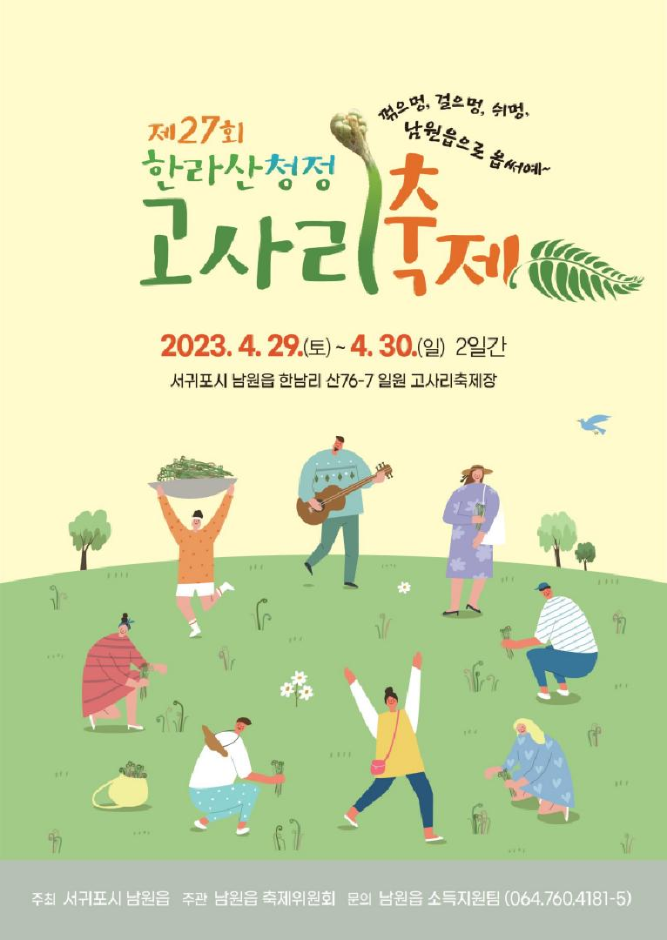 제27회
꺾으멍, 걸으멍, 쉬멍,
남원읍으로 옵써예~
한라산청정
고사리축제
2023. 4. 29.(토) ~ 4. 30.(일) 2일간
서귀포시 남원읍 한남리 산76-7 일원 고사리축제장
주최 서귀포시 남원읍 주관 남원읍 축제위원회 문의 남원읍 소득지원팀 (064.760.4181-5)